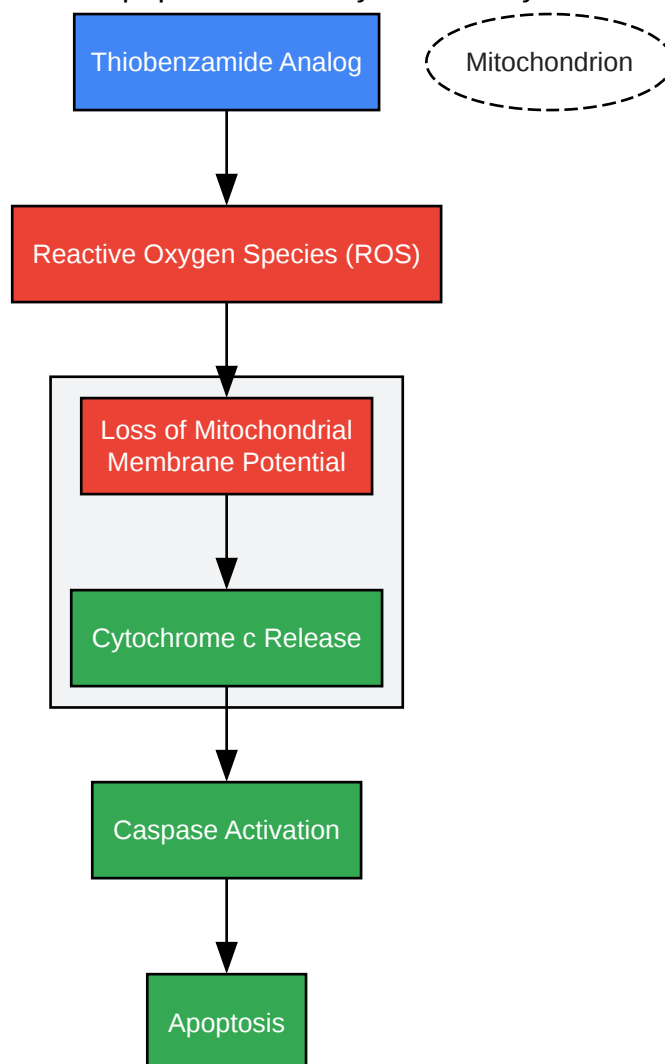 Thiobenzamide Analog
Mitochondrion
Reactive Oxygen Species (ROS)
Loss of Mitochondrial
Membrane Potential
Cytochrome c Release
Caspase Activation
Apoptosis